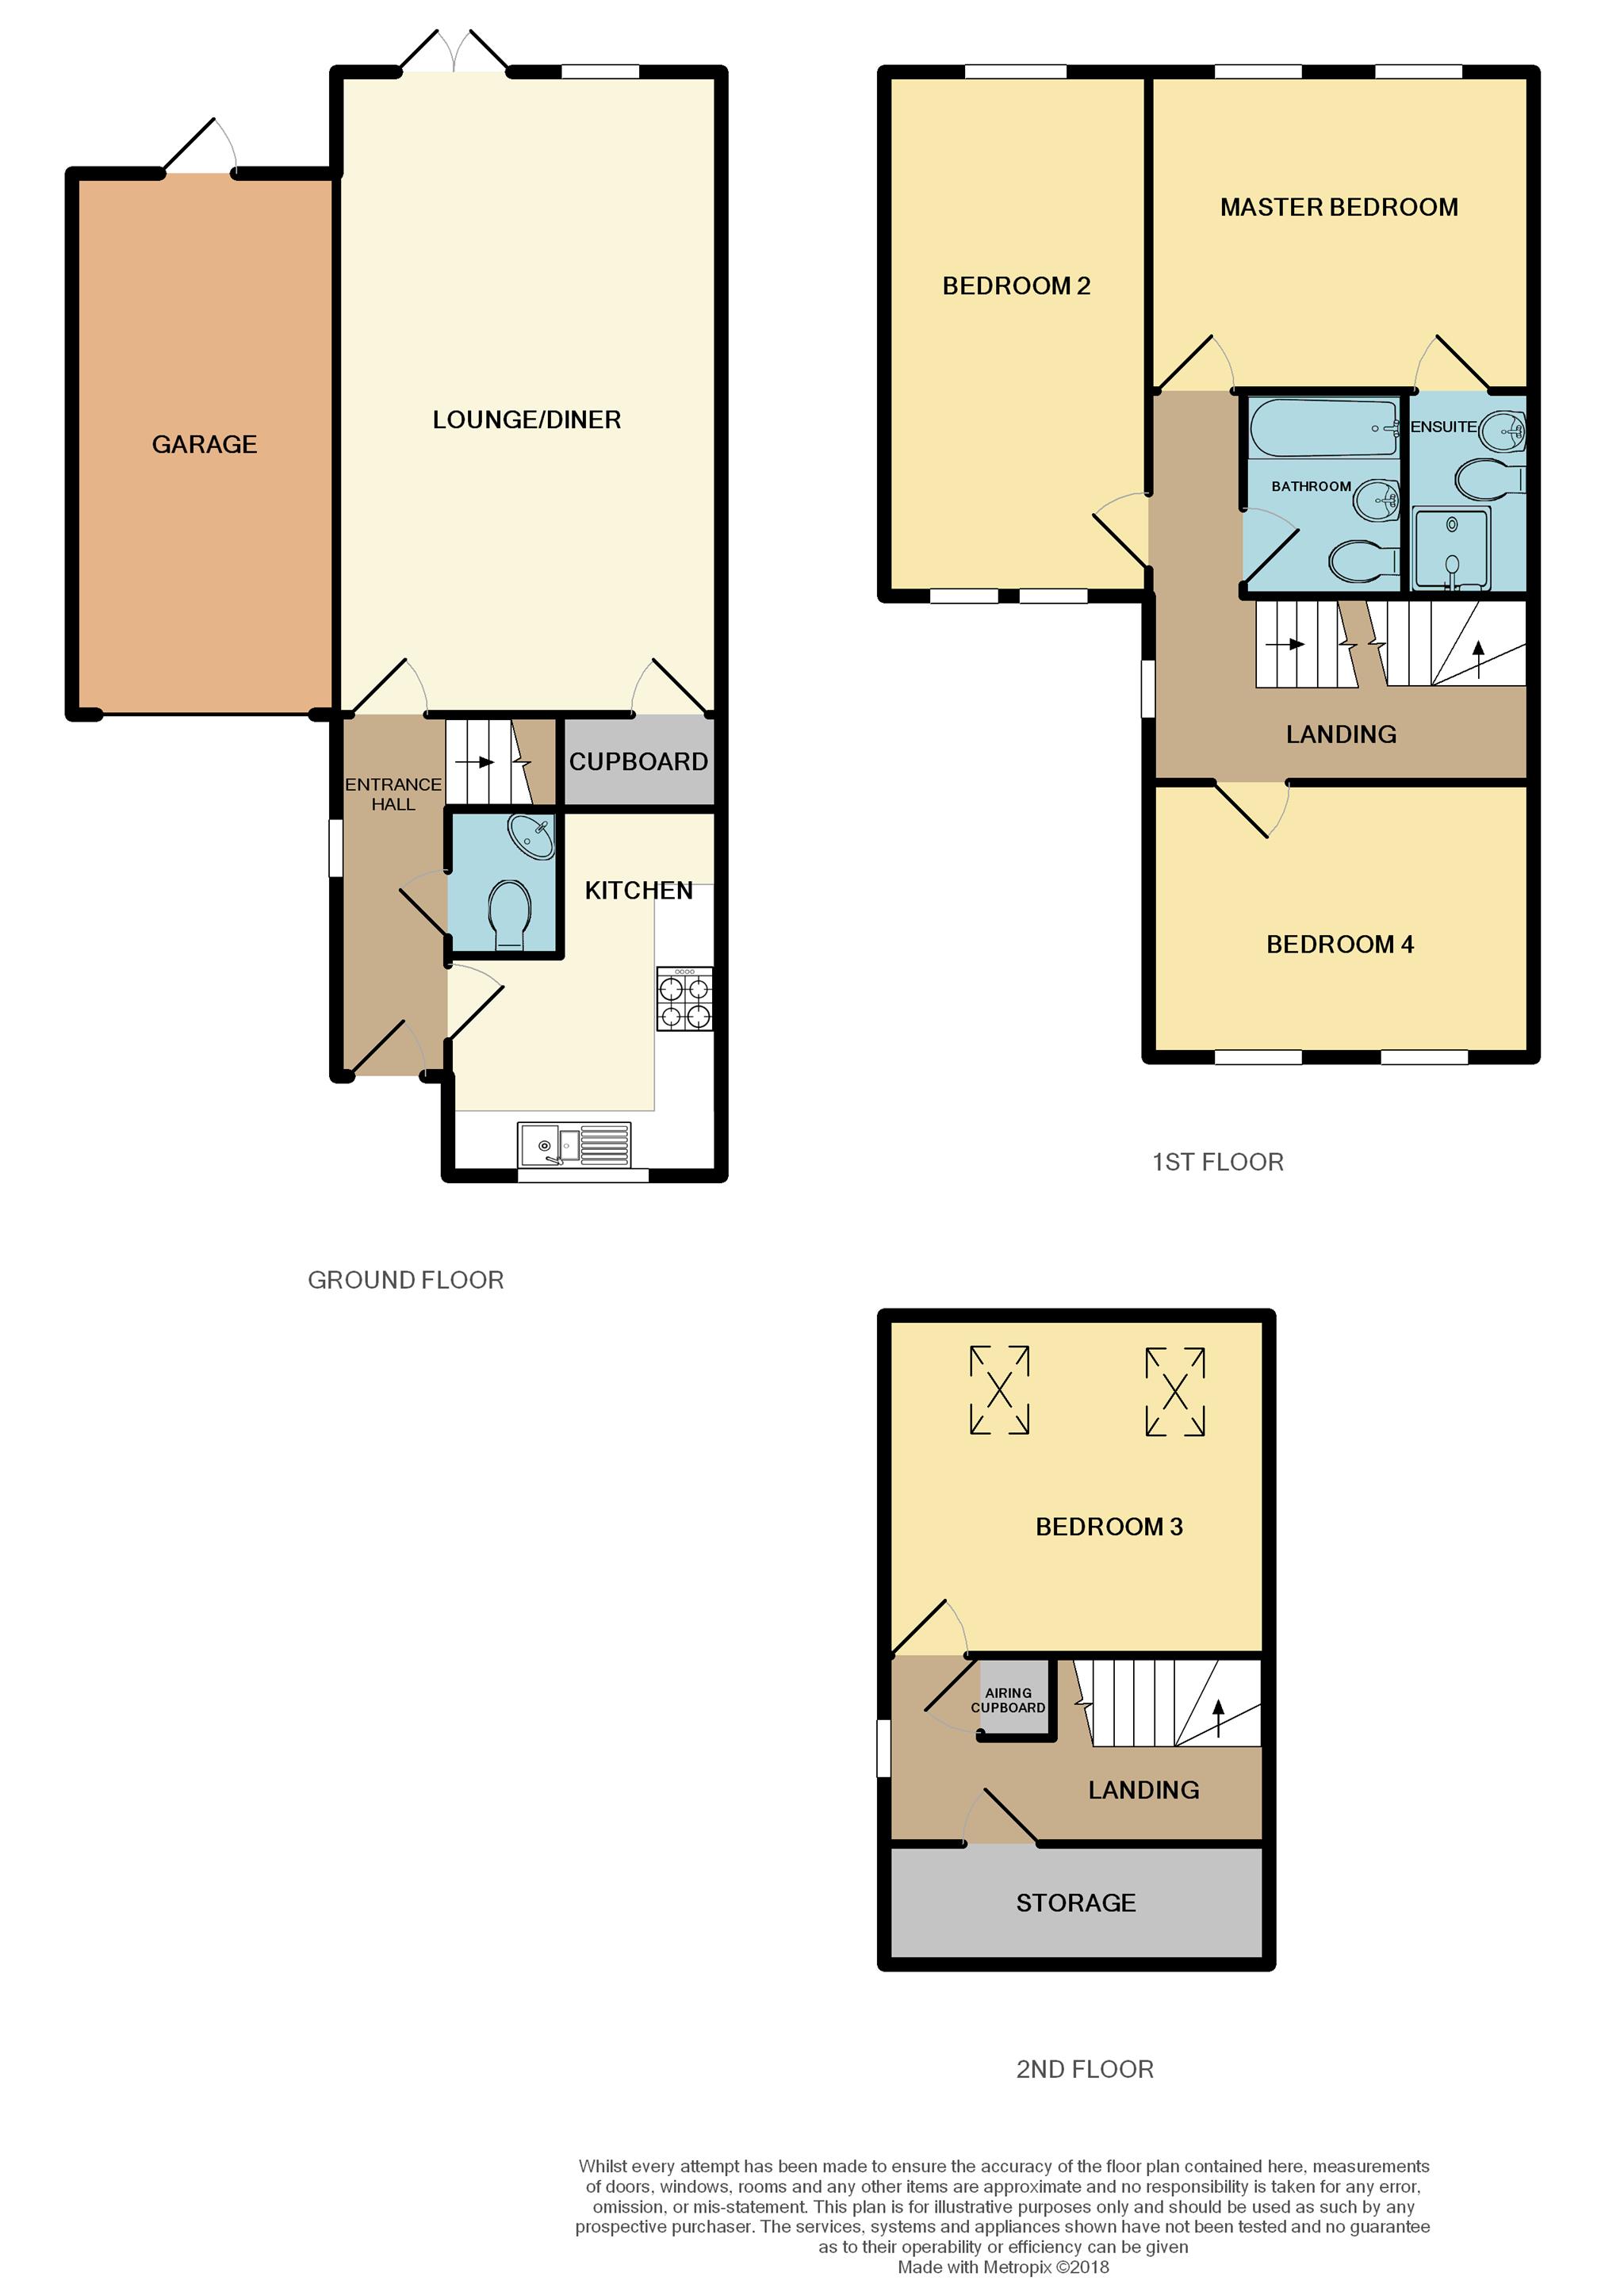 GARAGE
LOUNGE/DINER
CUPBOARD
ENTRANCE
HALL
KITCHEN
GROUND FLOOR
BEDROOM 2
MASTER BEDROOM
ENSUITE
BATHROOM
LANDING
BEDROOM 4
1ST FLOOR
BEDROOM 3
AIRING
CUPBOARD
LANDING
STORAGE
2ND FLOOR
Whilst every attempt has been made to ensure the accuracy of the floor plan contained here, measurements
of doors, windows, rooms and any other items are approximate and no responsibility is taken for any error,
omission, or mis-statement. This plan is for illustrative purposes only and should be used as such by any
prospective purchaser. The services, systems and appliances shown have not been tested and no guarantee
as to their operability or efficiency can be given
Made with Metropix ©2018